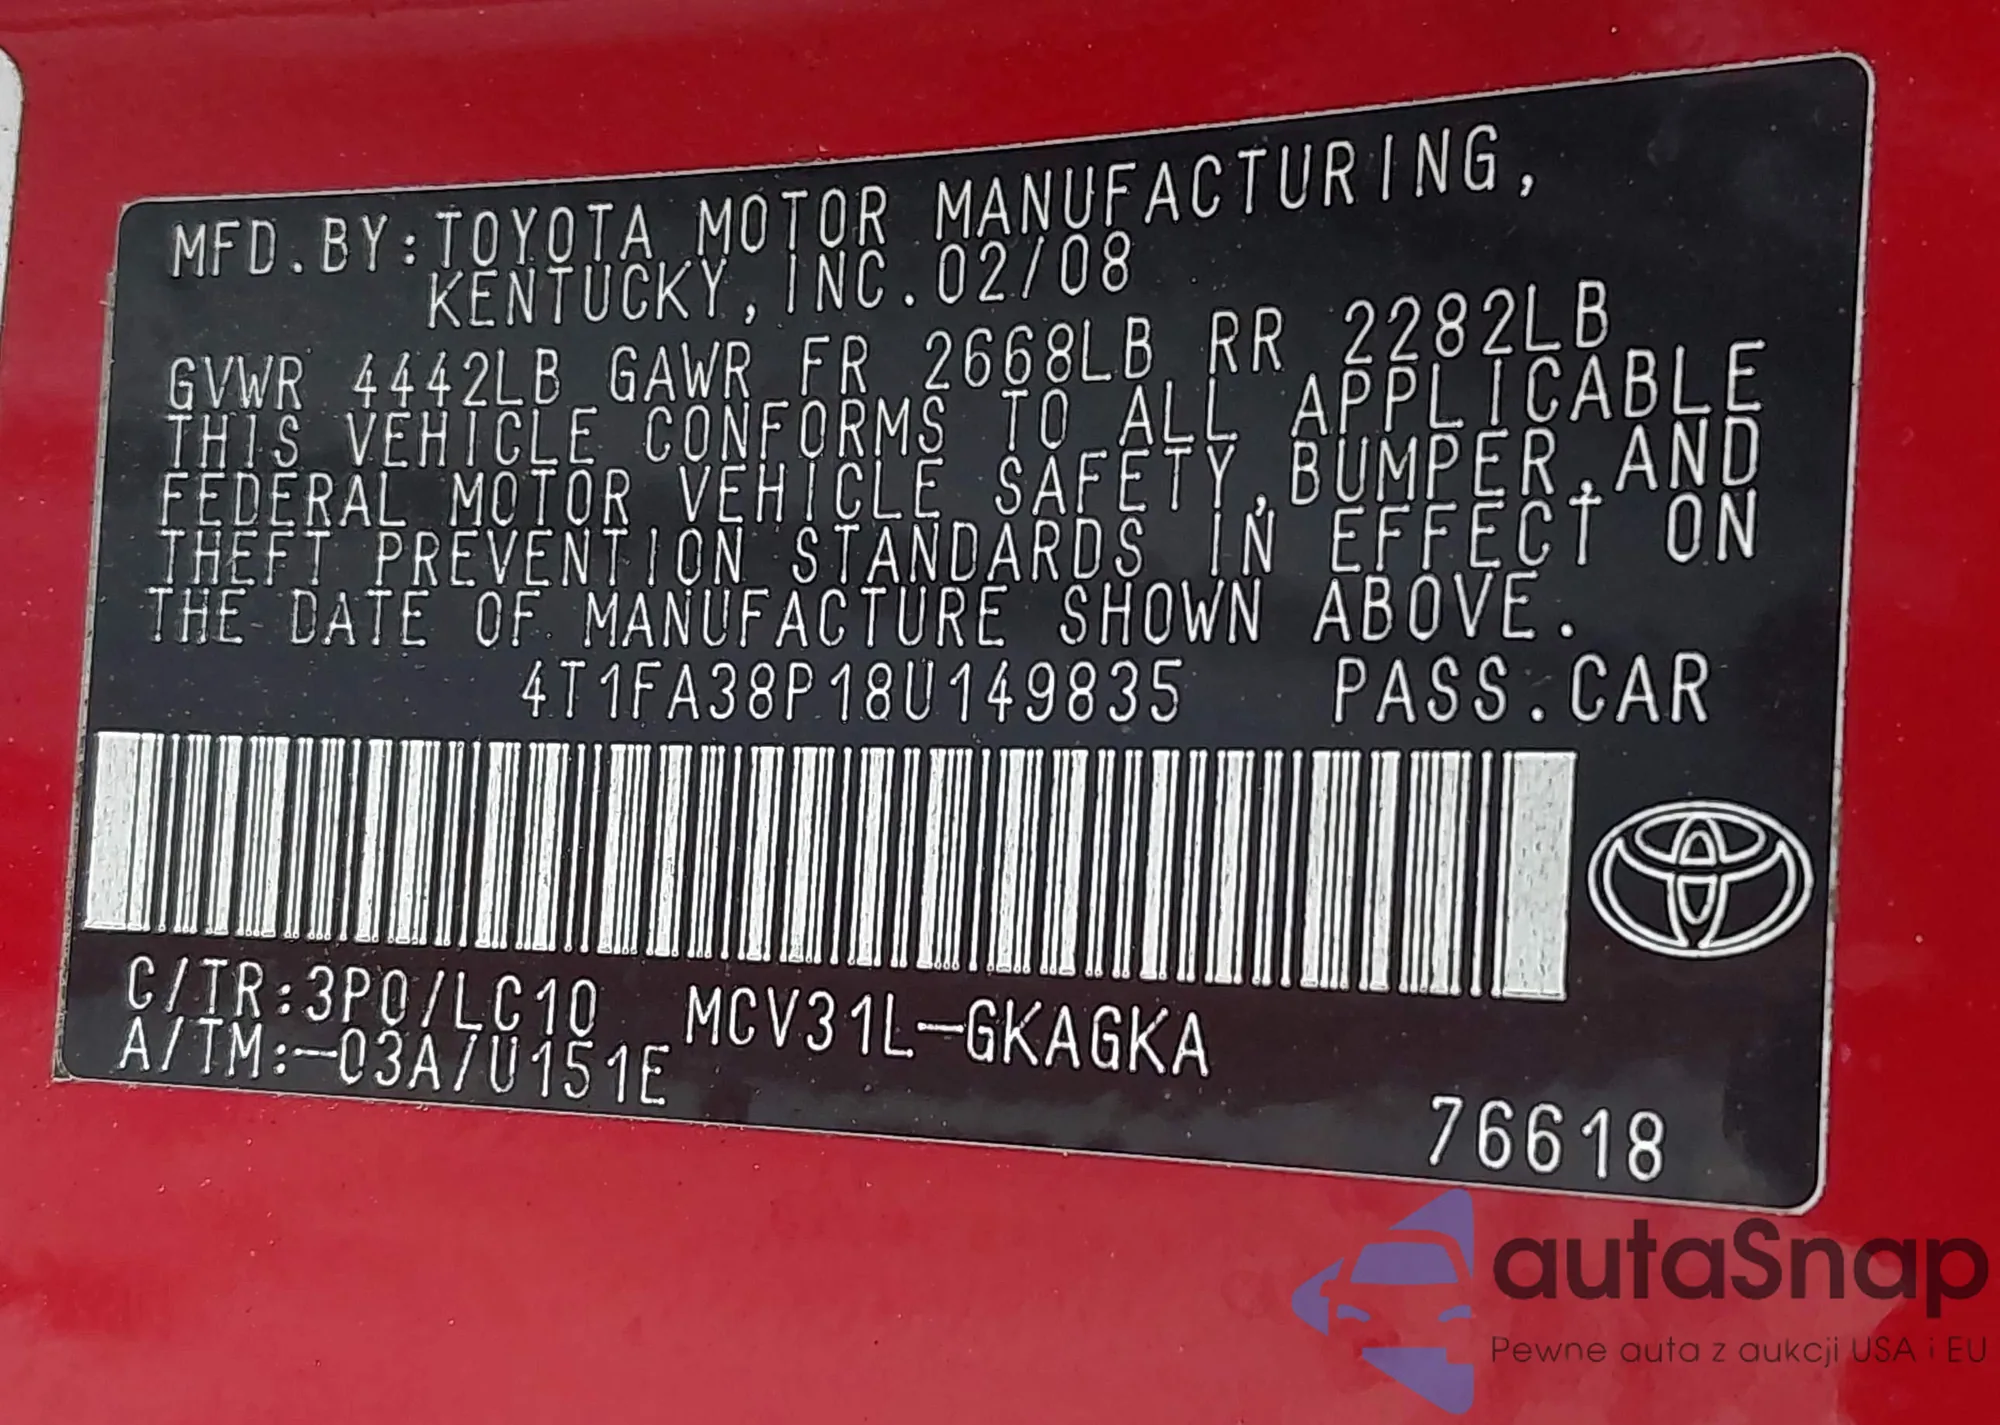 MFD.BY:TOYOTA MOTOR MANUFACTURING,
KENTUCKY, INC. 02/08
GVWR 4442LB GAWR FR 2668LB RR 2282LB
THIS VEHICLE CONFORMS TO ALL APPLICABLE
FEDERAL MOTOR VEHICLE SAFETY,BUMPER,AND
THEFT PREVENTION STANDARDS IN EFFECT ON
THE DATE OF MANUFACTURE SHOWN ABOVE.
4T1FA38P18U149835 PASS.CAR
C/TR:3P0/LC10 MCV31L-GKAGKA
A/TM:-03A/U151E
76618
autaSnap
Pewne auta z aukcji USA i EU